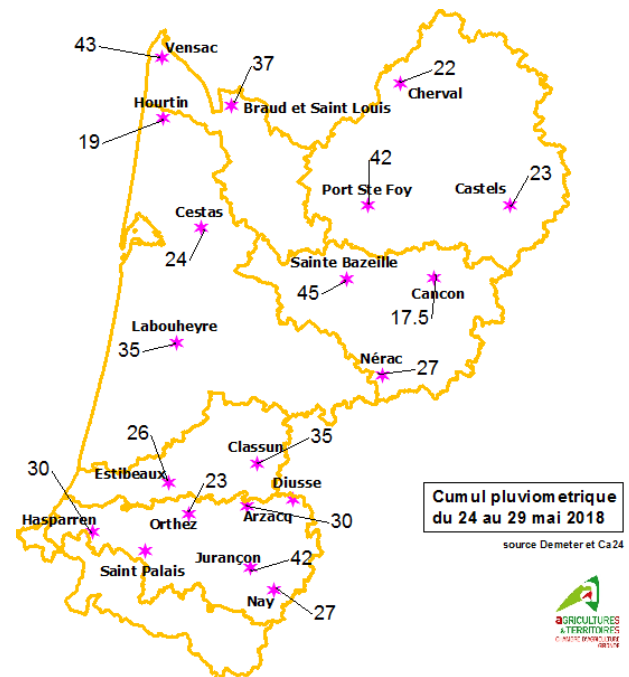 43
Vensac
37
22
Cherval
Hourtin
Braud et Saint Louis
19
42
Port Ste Foy
Castels
23
Cestas
24
Sainte Bazeille
45
Cancon
17.5
Labouheyre
35
Nérac
27
35
26
Classun
Estibeaux
Diusse
30
23
Hasparren
Orthez
Arzacq
30
Saint Palais
Jurançon
42
Nay
27
Cumul pluviometrique
du 24 au 29 mai 2018
source Demeter et Ca24
AGRICULTURES
& TERRITOIRES
CHAMBRE D'AGRICULTURE
GIRONDE